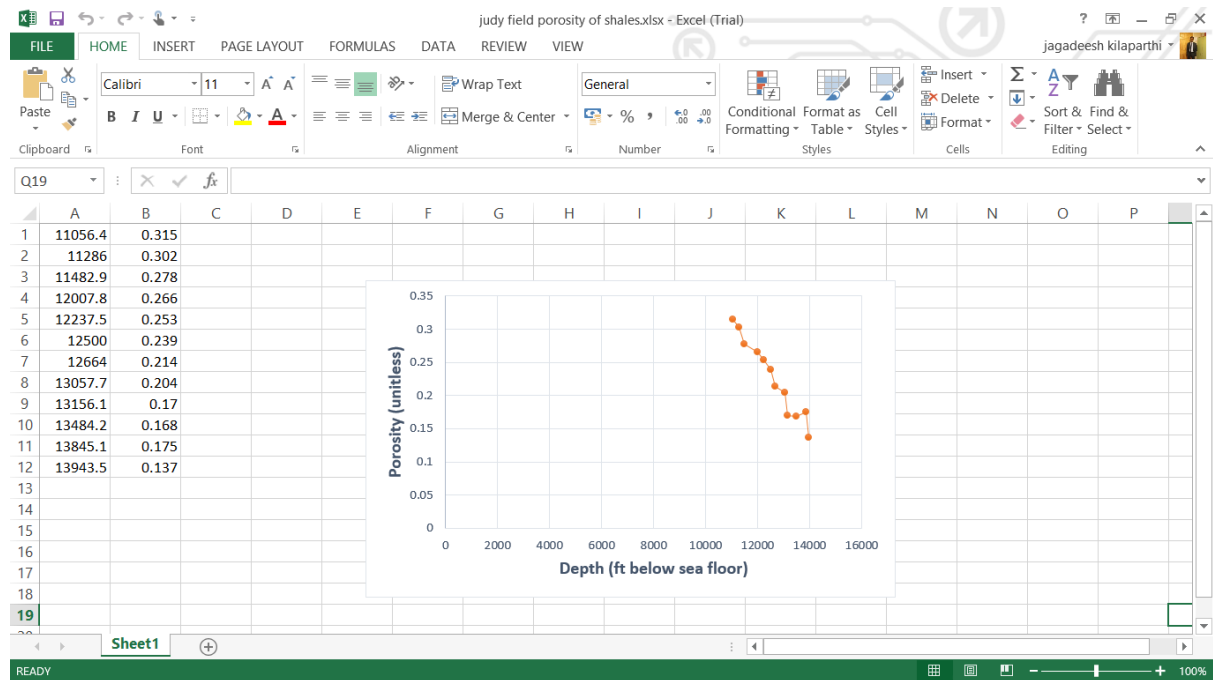 judy field porosity of shales.xlsx - Excel (Trial)
FILE HOME INSERT PAGE LAYOUT FORMULAS DATA REVIEW VIEW jagadeesh kilaparthi
Calibri 11 Wrap Text General Insert
Paste B I U Merge & Center % Conditional Formatting Format as Table Cell Styles Delete Format Sort & Filter Find & Select
Clipboard Font Alignment Number Styles Cells Editing
Q19 fx
A B C D E F G H I J K L M N O P
1 11056.4 0.315
2 11286 0.302
3 11482.9 0.278
4 12007.8 0.266
5 12237.5 0.253
6 12500 0.239
7 12664 0.214
8 13057.7 0.204
9 13156.1 0.17
10 13484.2 0.168
11 13845.1 0.175
12 13943.5 0.137
13
14
15
16
17
18
19
0.35
0.3
0.25
0.2
0.15
0.1
0.05
0
Porosity (unitless)
0 2000 4000 6000 8000 10000 12000 14000 16000
Depth (ft below sea floor)
Sheet1
READY 100%